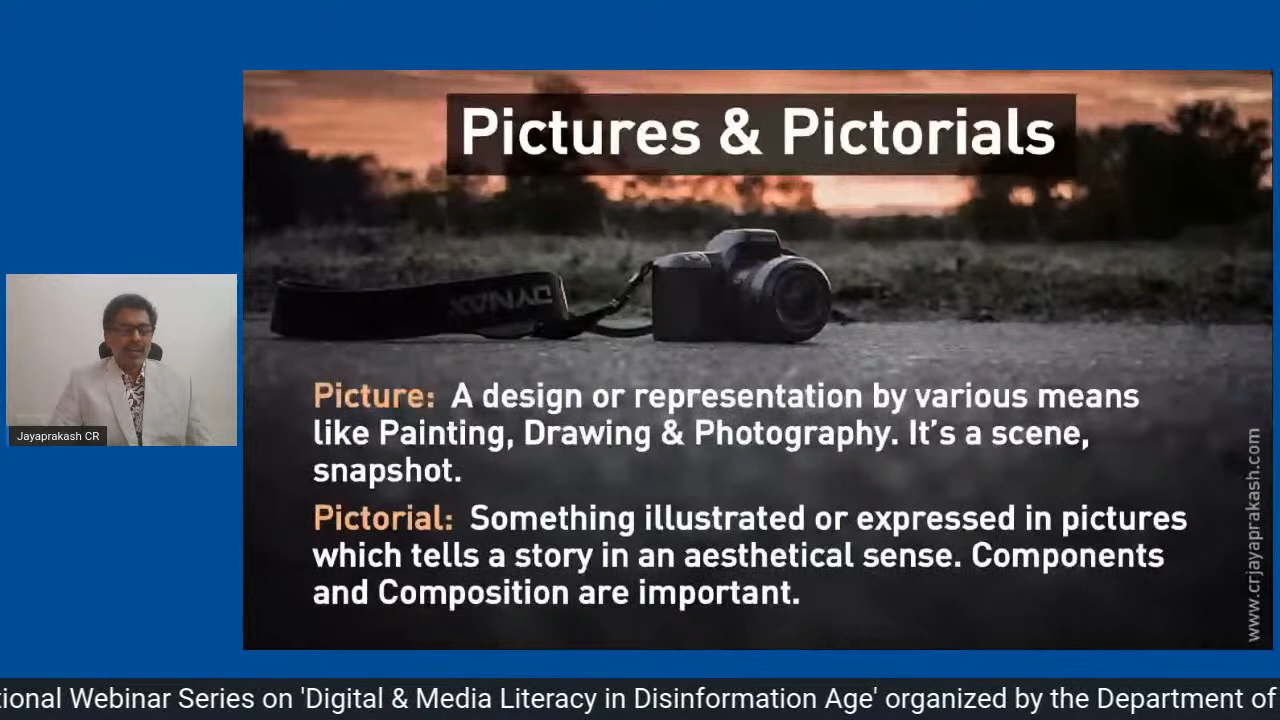 Pictures & Pictorials
DYNAX
Picture: A design or representation by various means
like Painting, Drawing & Photography. It's a scene,
snapshot.
Pictorial: Something illustrated or expressed in pictures
which tells a story in an aesthetical sense. Components
and Composition are important.
www.crjayaprakash.com
Jayaprakash CR
tional Webinar Series on 'Digital & Media Literacy in Disinformation Age' organized by the Department of